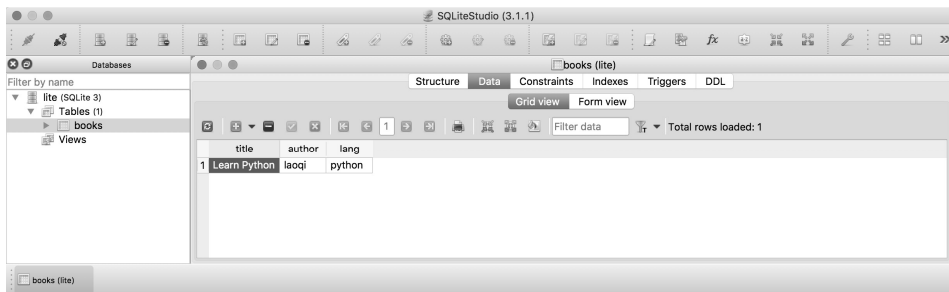 SQLiteStudio (3.1.1)
fx
Databases
Filter by name
lite (SQLite 3)
Tables (1)
books
Views
books (lite)
Structure Data Constraints Indexes Triggers DDL
Grid view Form view
1 Filter data Total rows loaded: 1
title author lang
1 Learn Python laoqi python
books (lite)